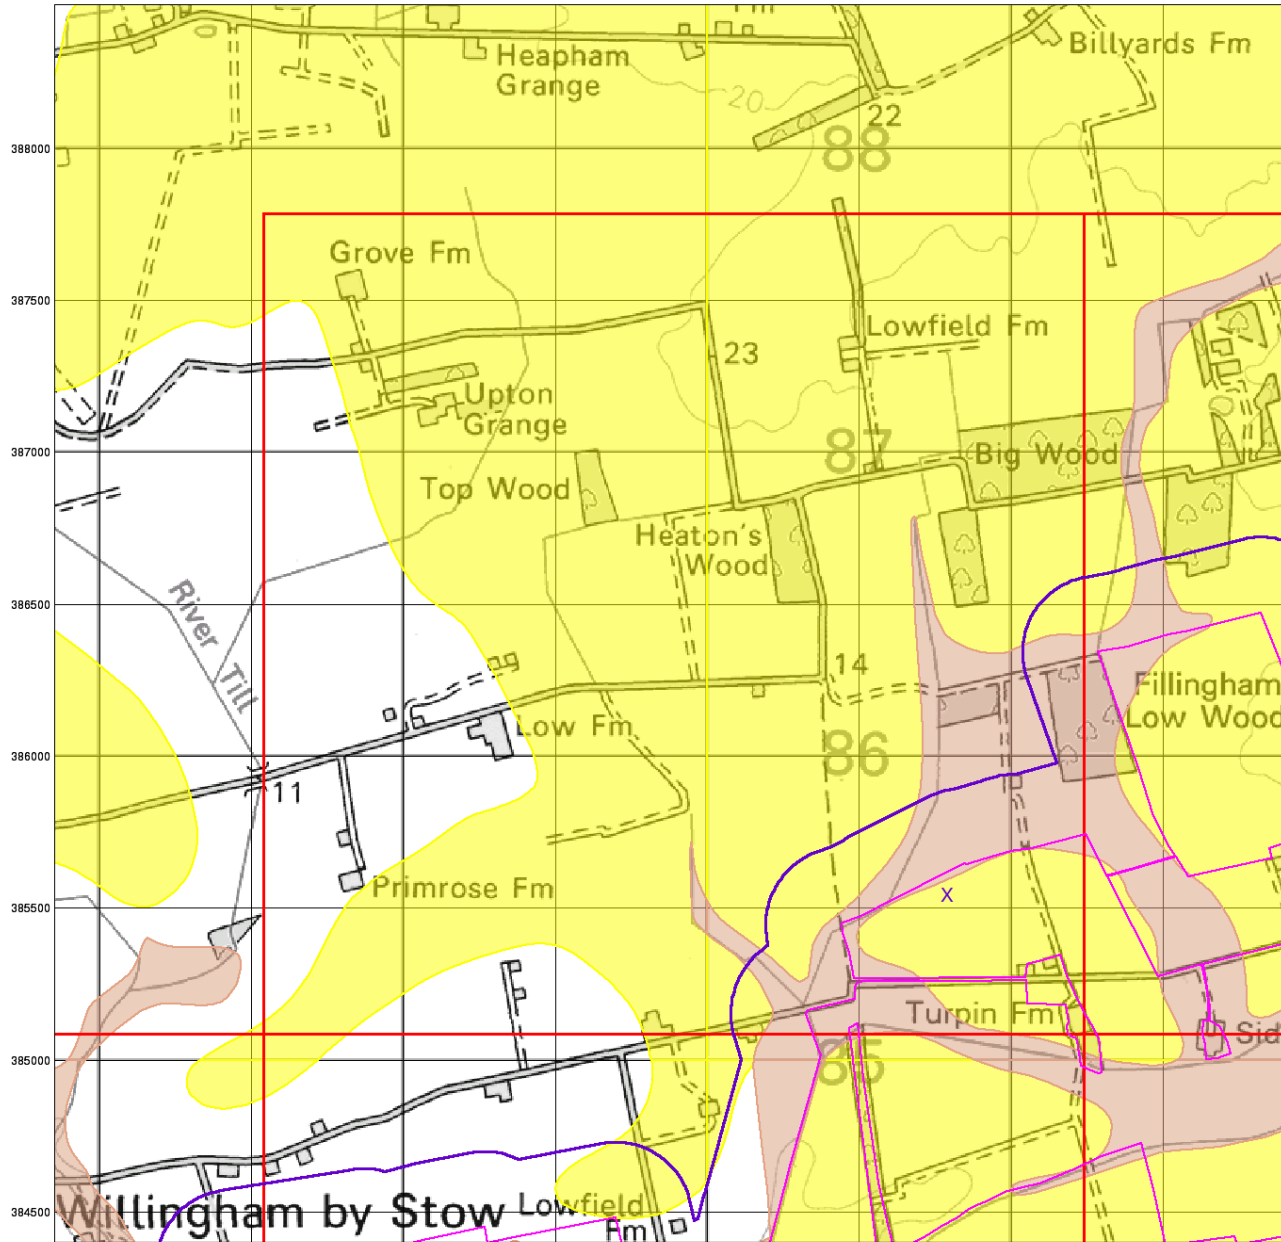 Fm
Billyards Fm
Heapham
Grange
20
22
388000
88
Grove Fm
387500
Lowfield Fm
23
Upton
Grange
87
387000
Big Wood
Top Wood
Heaton's
Wood
386500
River Till
14
Fillingham
Low Wood
Low Fm
386000
86
11
Primrose Fm
385500
X
Turpin Fm
Sid
385000
85
Willingham by Stow
Lowfield
Fm
384500